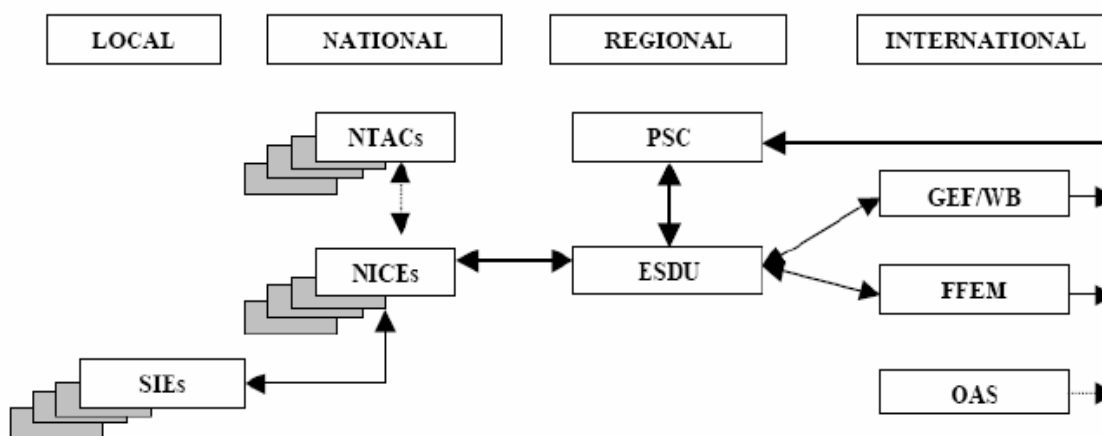 LOCAL
NATIONAL
REGIONAL
INTERNATIONAL
NTACs
PSC
GEF/WB
NICEs
ESDU
FFEM
SIEs
OAS